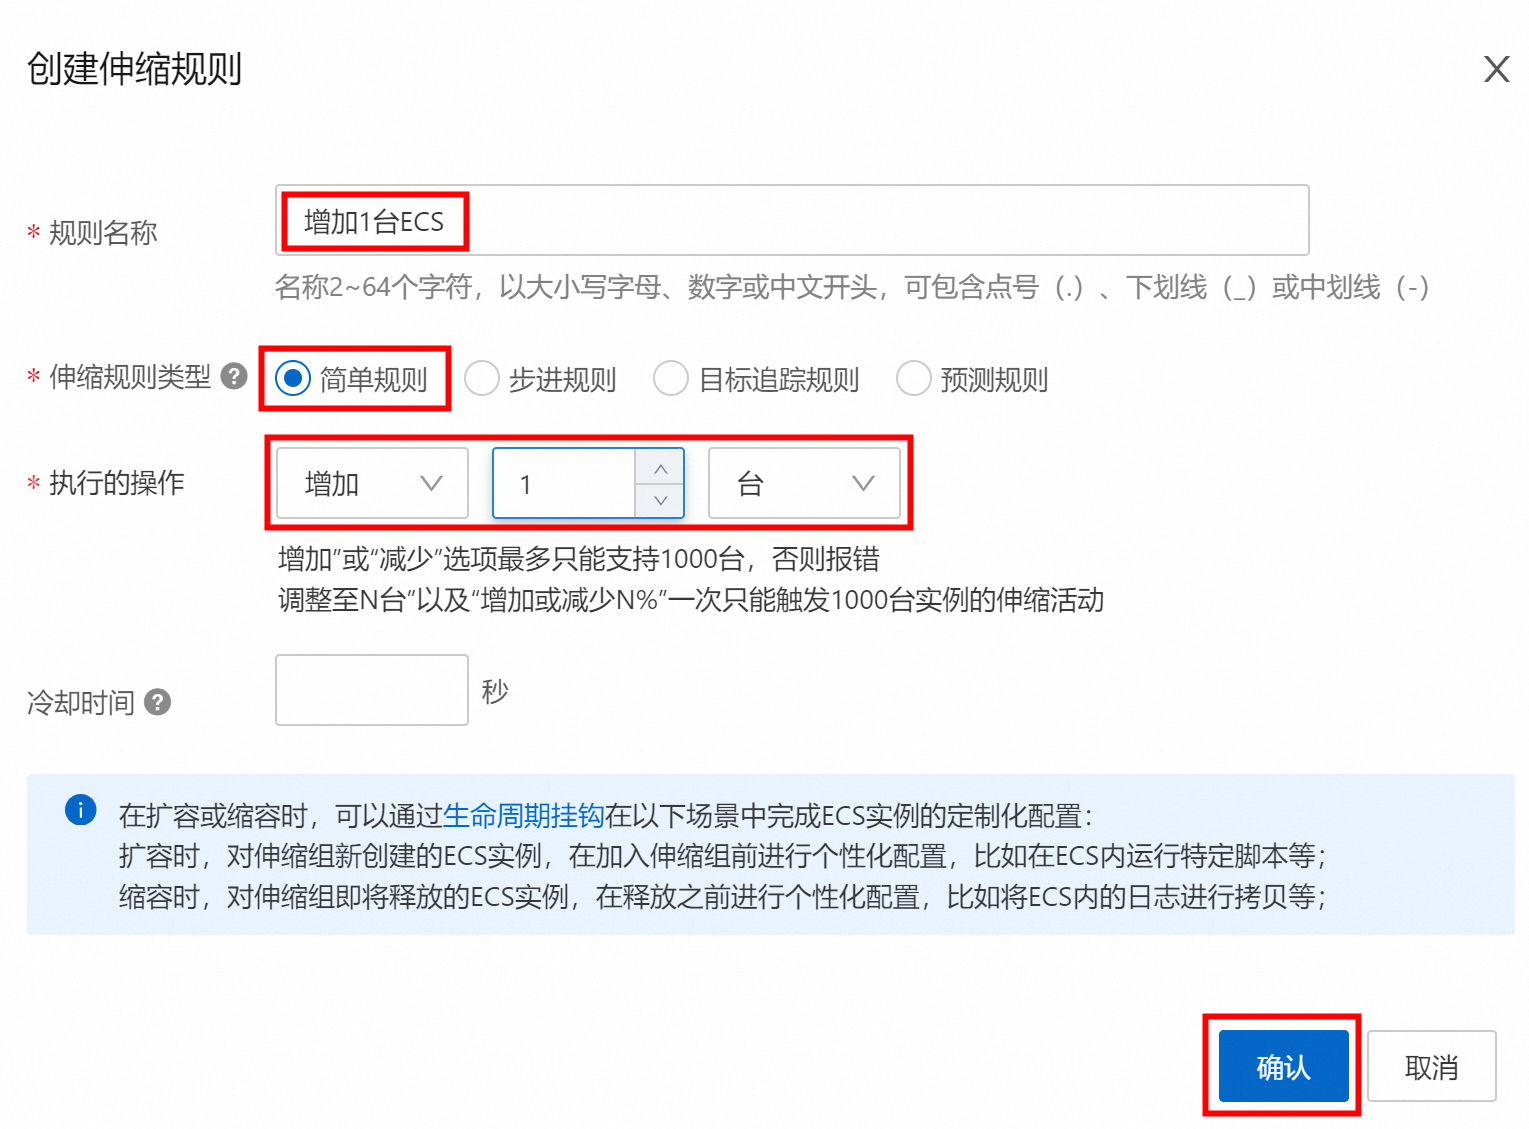 创建伸缩规则
* 规则名称
增加1台ECS
名称2~64个字符，以大小写字母、数字或中文开头，可包含点号（.）、下划线（_）或中划线（-）
* 伸缩规则类型 ? 简单规则 步进规则 目标追踪规则 预测规则
* 执行的操作 增加 1 台
增加”或“减少”选项最多只能支持1000台，否则报错
调整至N台”以及“增加或减少N%”一次只能触发1000台实例的伸缩活动
冷却时间 ? 秒
在扩容或缩容时，可以通过生命周期挂钩在以下场景中完成ECS实例的定制化配置：
扩容时，对伸缩组新创建的ECS实例，在加入伸缩组前进行个性化配置，比如在ECS内运行特定脚本等；
缩容时，对伸缩组即将释放的ECS实例，在释放之前进行个性化配置，比如将ECS内的日志进行拷贝等；
确认 取消